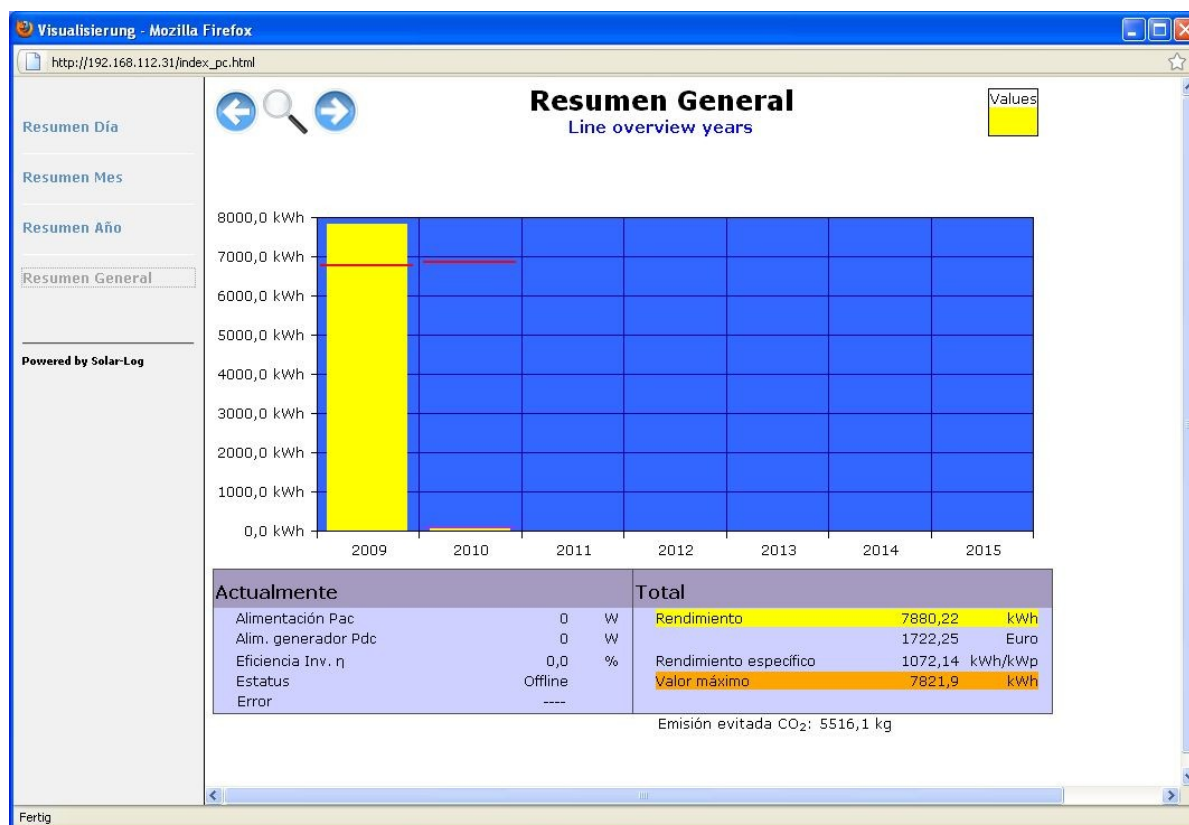 Visualisierung - Mozilla Firefox
http://192.168.112.31/index_pc.html
Resumen Día
Resumen Mes
Resumen Año
Resumen General
Powered by Solar-Log
Resumen General
Line overview years
Values
8000,0 kWh
7000,0 kWh
6000,0 kWh
5000,0 kWh
4000,0 kWh
3000,0 kWh
2000,0 kWh
1000,0 kWh
0,0 kWh
2009 2010 2011 2012 2013 2014 2015
Actualmente
Alimentación Pac 0 W
Alim. generador Pdc 0 W
Eficiencia Inv. η 0,0 %
Estatus Offline
Error ----
Total
Rendimiento 7880,22 kWh
1722,25 Euro
Rendimiento específico 1072,14 kWh/kWp
Valor máximo 7821,9 kWh
Emisión evitada CO₂: 5516,1 kg
Fertig